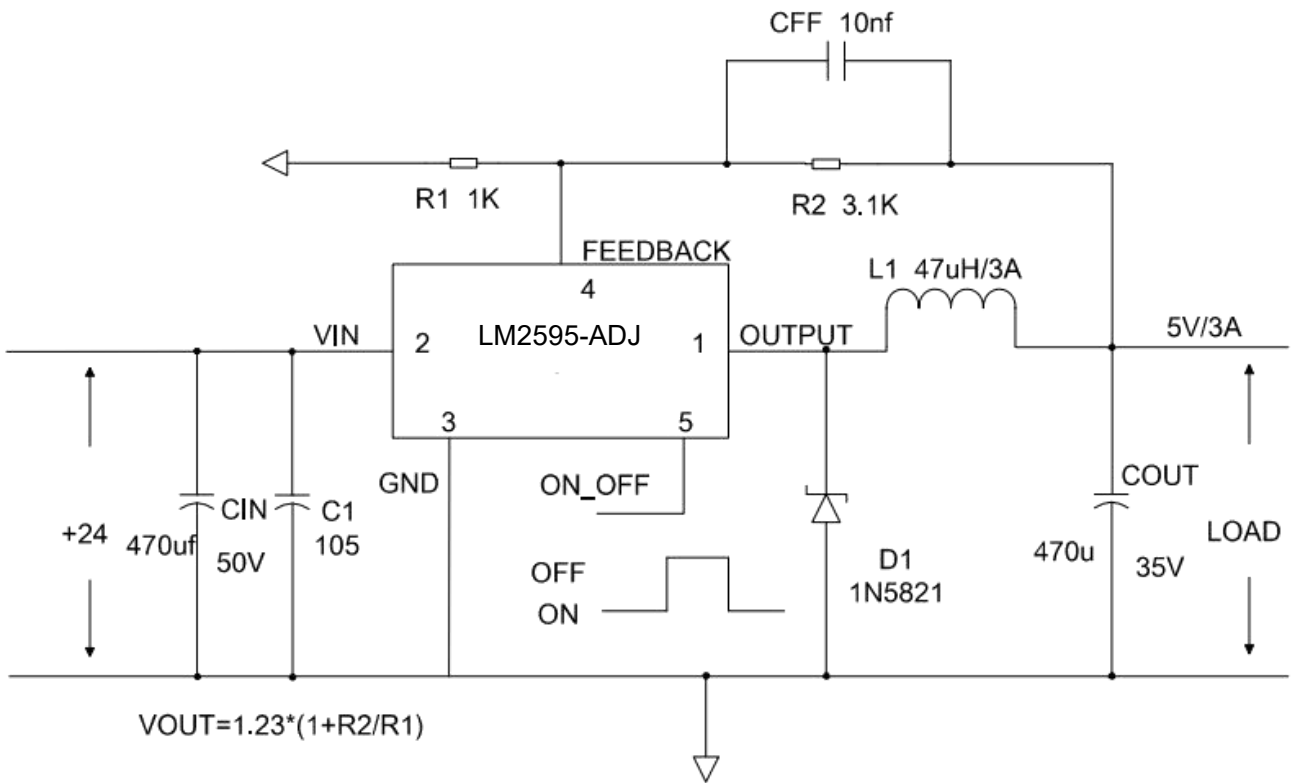 CFF 10nf
R1 1K
R2 3.1K
FEEDBACK
4
L1 47uH/3A
VIN
2
LM2595-ADJ
1
OUTPUT
5V/3A
3
5
GND
ON_OFF
COUT
CIN
C1
+24
470uf
105
50V
OFF
D1
470u
35V
LOAD
1N5821
ON
VOUT=1.23*(1+R2/R1)